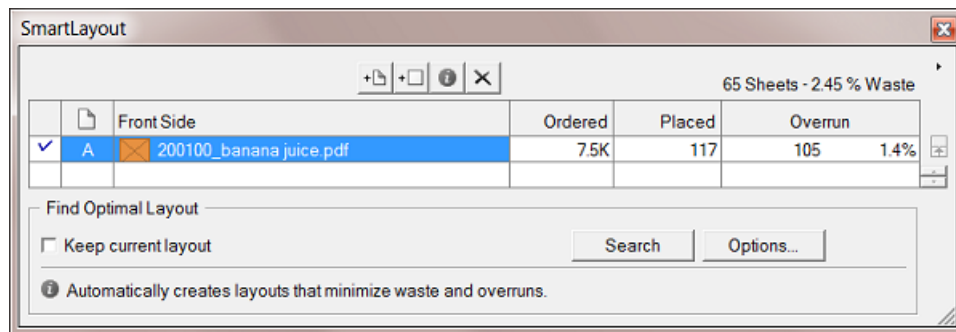 SmartLayout
65 Sheets - 2.45 % Waste
Front Side Ordered Placed Overrun
A 200100_banana juice.pdf 7.5K 117 105 1.4%
Find Optimal Layout
Keep current layout Search Options...
Automatically creates layouts that minimize waste and overruns.